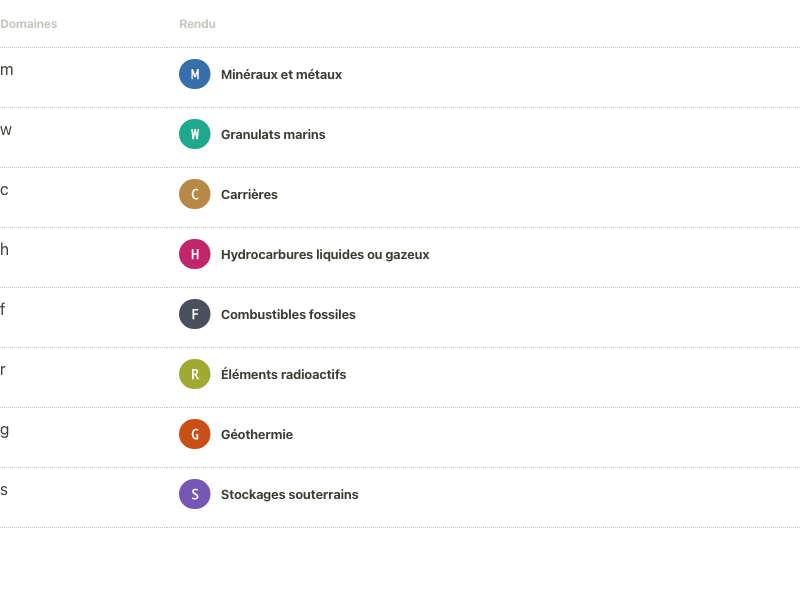 Domaines Rendu
m M Minéraux et métaux
w W Granulats marins
c C Carrières
h H Hydrocarbures liquides ou gazeux
f F Combustibles fossiles
r R Éléments radioactifs
g G Géothermie
s S Stockages souterrains